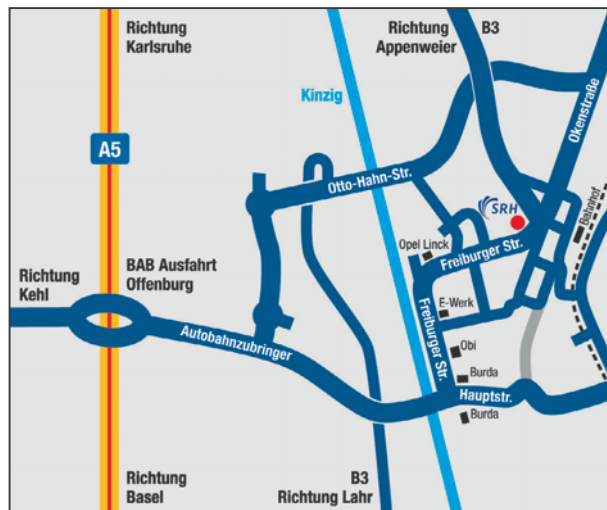 Richtung
Karlsruhe
Richtung
Appenweier
B3
Kinzig
Okenstraße
A5
Otto-Hahn-Str.
SRH
Bahnhof
Opel Linck
Freiburger Str.
Richtung
Kehl
BAB Ausfahrt
Offenburg
E-Werk
Autobahnzubringer
Freiburger Str.
Obi
Burda
Hauptstr.
Burda
Richtung
Basel
B3
Richtung Lahr